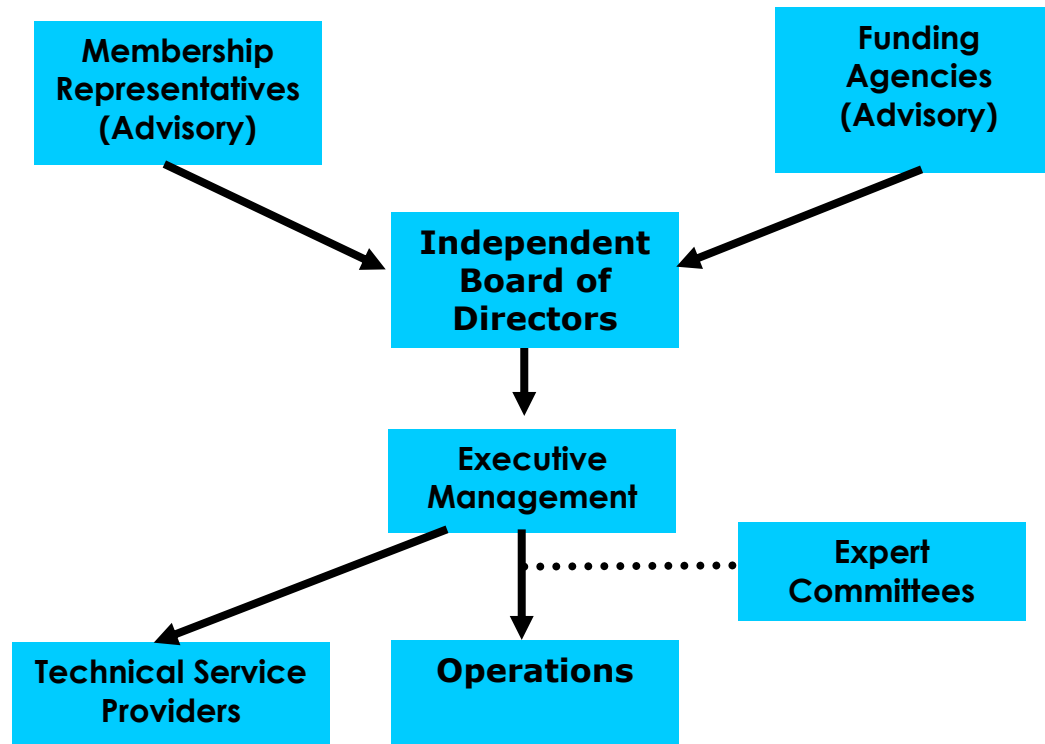 Membership
Representatives
(Advisory)
Funding
Agencies
(Advisory)
Independent
Board of
Directors
Executive
Management
Expert
Committees
Technical Service
Providers
Operations